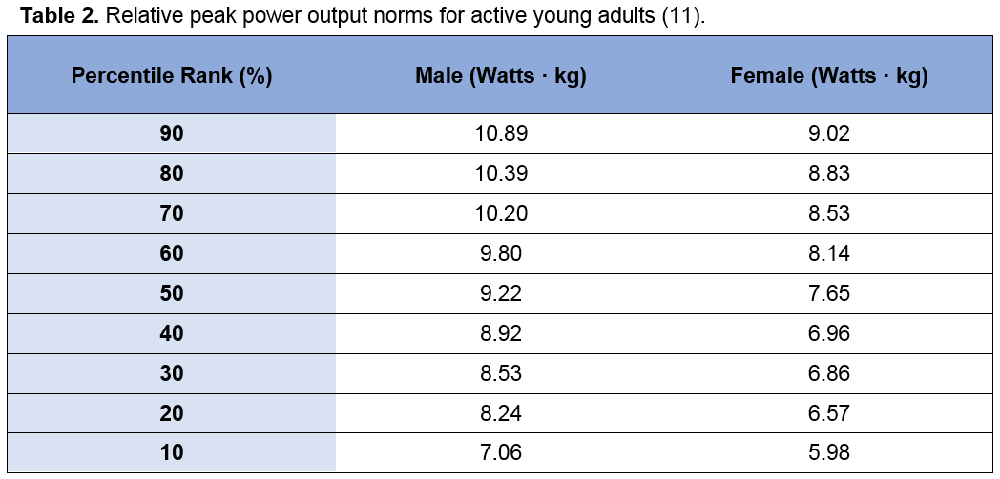 Table 2. Relative peak power output norms for active young adults (11).
Percentile Rank (%) Male (Watts · kg) Female (Watts · kg)
90 10.89 9.02
80 10.39 8.83
70 10.20 8.53
60 9.80 8.14
50 9.22 7.65
40 8.92 6.96
30 8.53 6.86
20 8.24 6.57
10 7.06 5.98